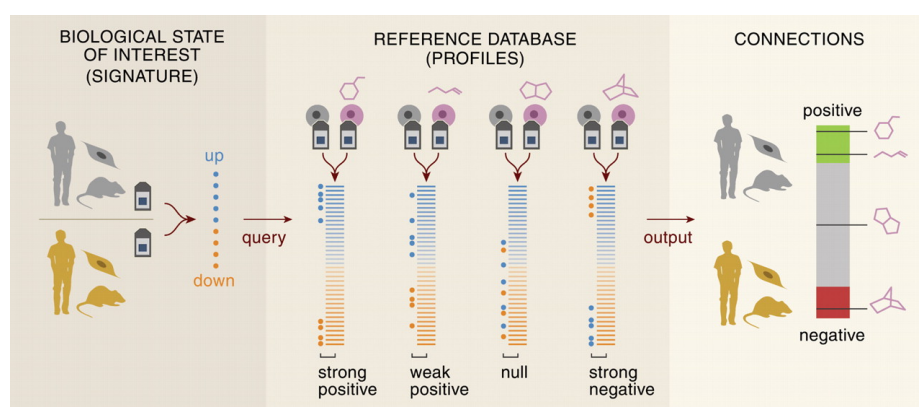 BIOLOGICAL STATE
OF INTEREST
(SIGNATURE)
up
down
query
REFERENCE DATABASE
(PROFILES)
strong
positive
weak
positive
null
strong
negative
output
CONNECTIONS
positive
negative